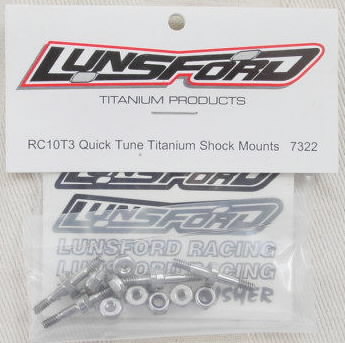 LUNSFORD
TITANIUM PRODUCTS
RC10T3 Quick Tune Titanium Shock Mounts 7322
LUNSFORD
LUNSFORD RACING
LUNSFORD RACING